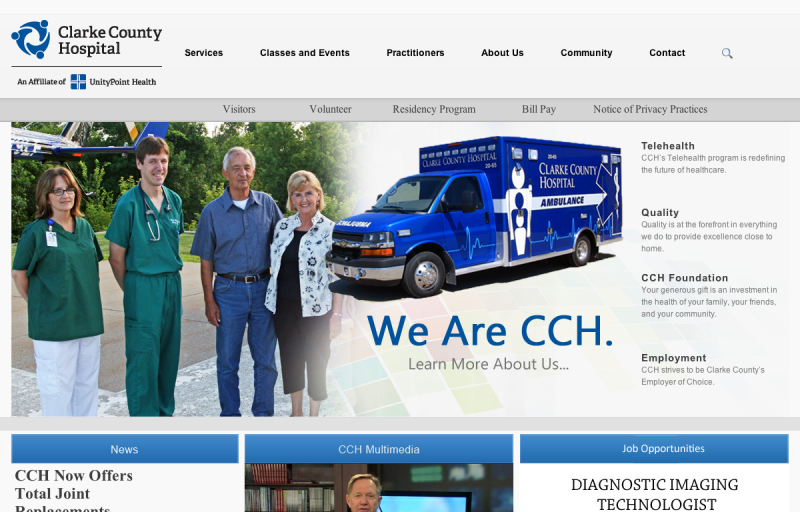 Clarke County
Hospital
An Affiliate of UnityPoint Health
Services Classes and Events Practitioners About Us Community Contact
Visitors Volunteer Residency Program Bill Pay Notice of Privacy Practices
CLARKE COUNTY HOSPITAL
20-65
20-65
CLARKE COUNTY
HOSPITAL
AMBULANCE
We Are CCH.
Learn More About Us...
Telehealth
CCH's Telehealth program is redefining
the future of healthcare.
Quality
Quality is at the forefront in everything
we do to provide excellence close to
home.
CCH Foundation
Your generous gift is an investment in
the health of your family, your friends,
and your community.
Employment
CCH strives to be Clarke County's
Employer of Choice.
News
CCH Now Offers
Total Joint
Replacements
CCH Multimedia
Job Opportunities
DIAGNOSTIC IMAGING
TECHNOLOGIST